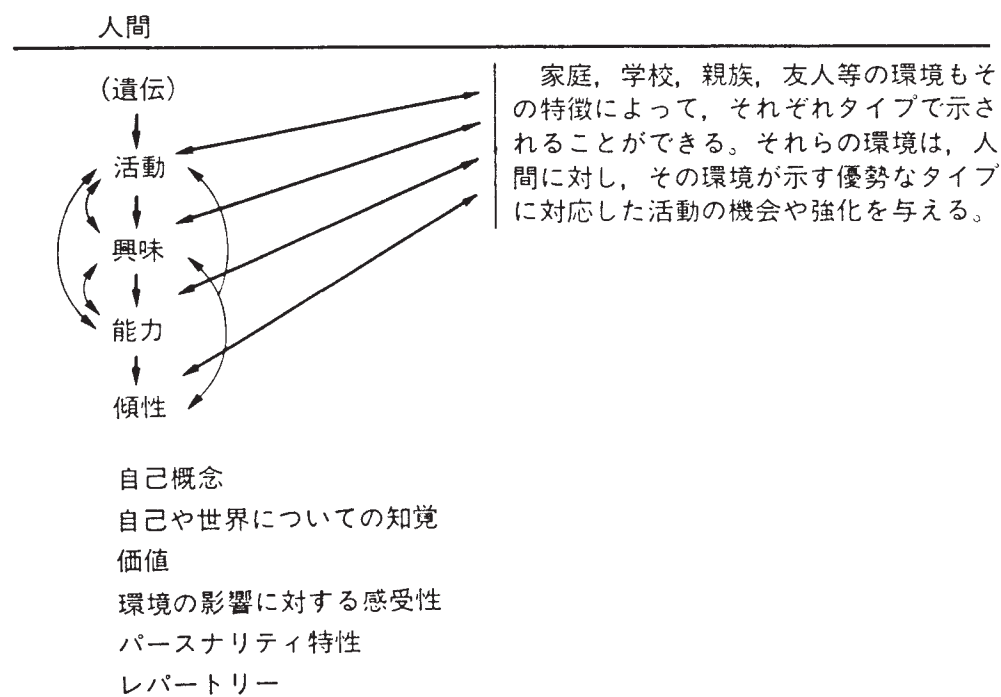 人間
(遺伝)
活動
興味
能力
傾性
家庭，学校，親族，友人等の環境もそ
の特徴によって，それぞれタイプで示さ
れることができる。それらの環境は，人
間に対し，その環境が示す優勢なタイプ
に対応した活動の機会や強化を与える。
自己概念
自己や世界についての知覚
価値
環境の影響に対する感受性
パースナリティ特性
レパートリー